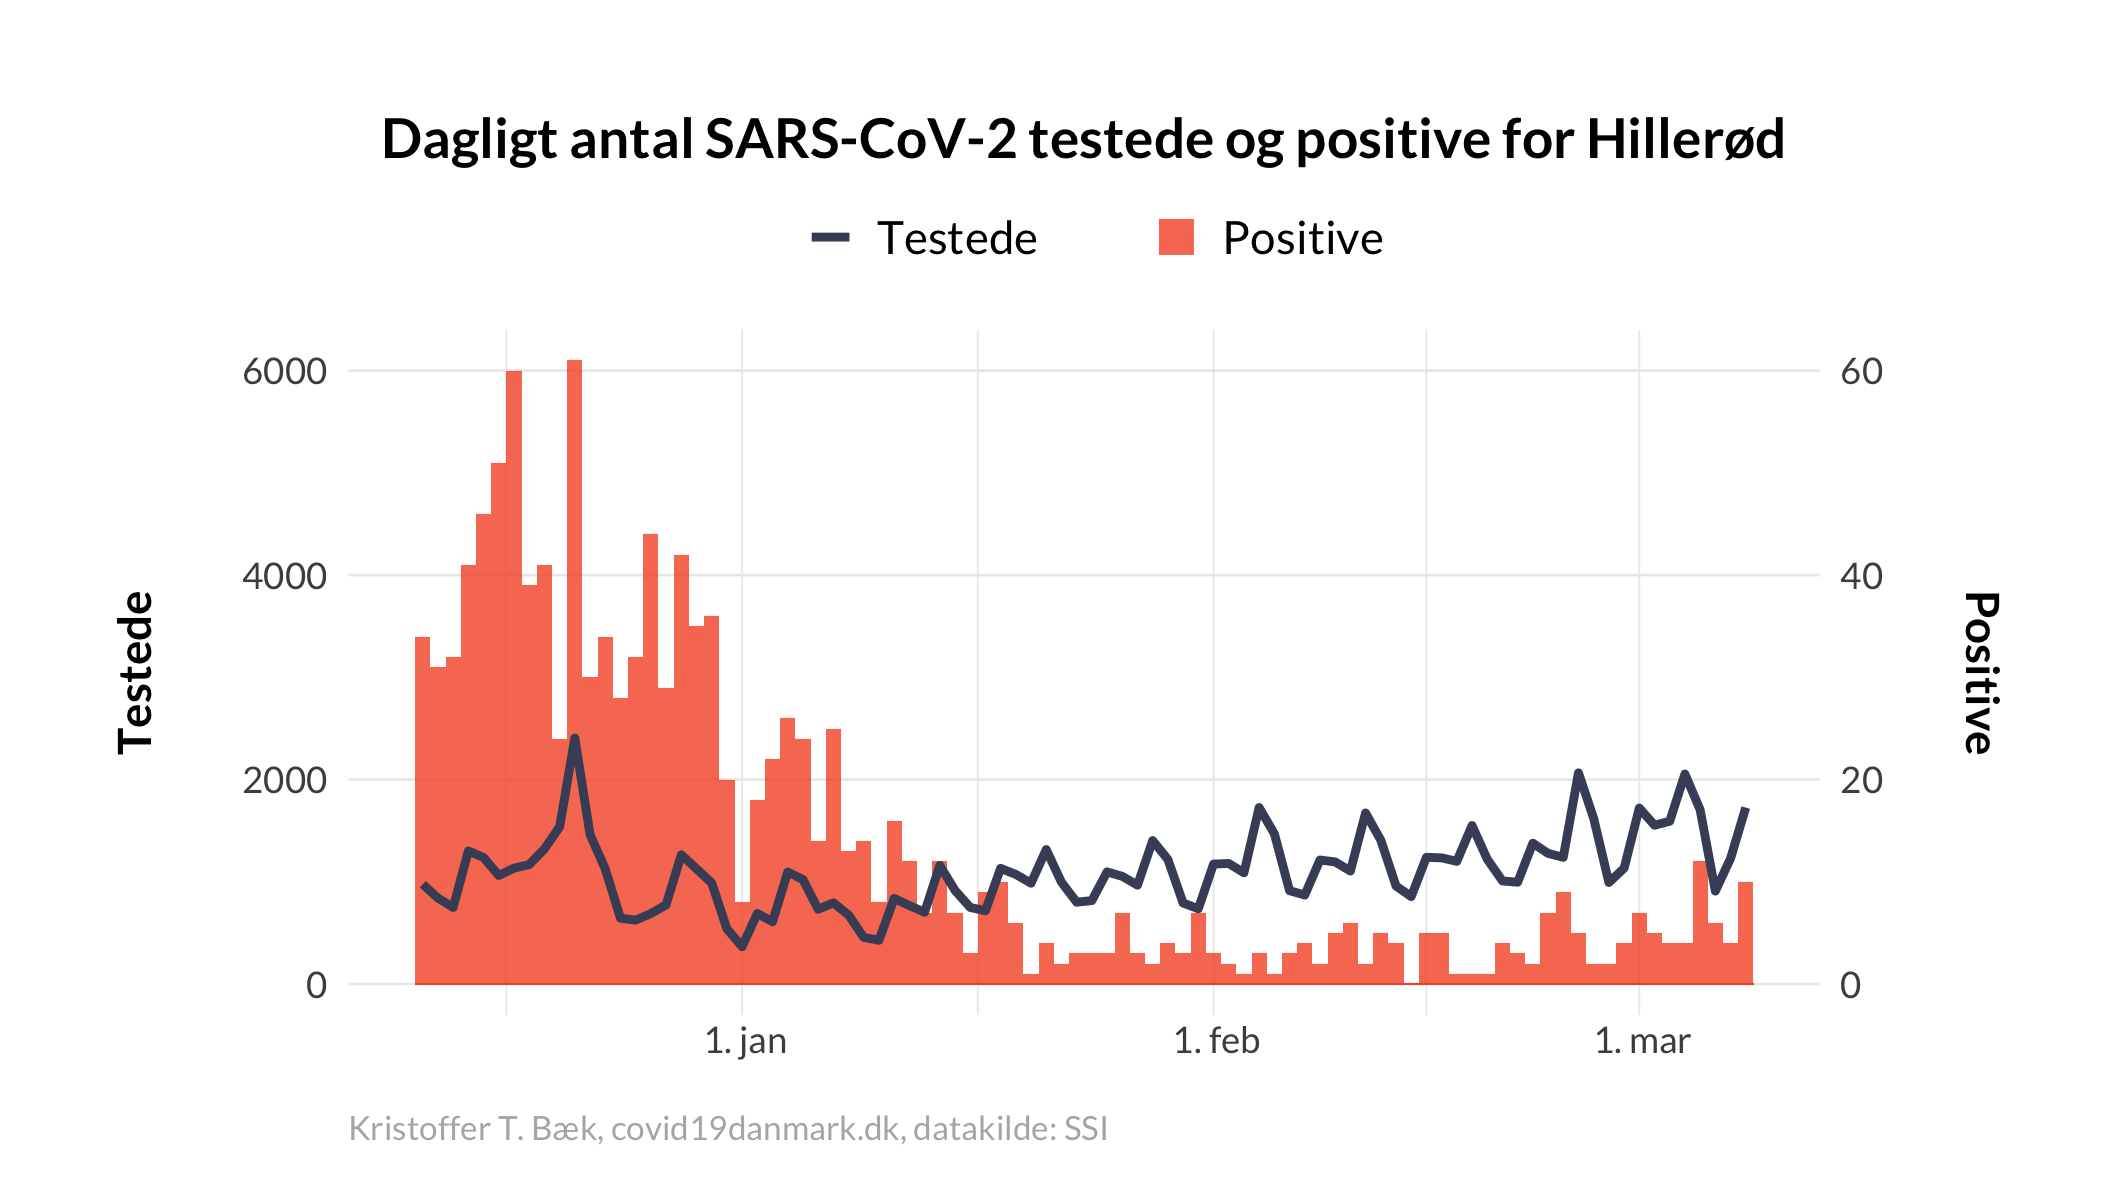 Dagligt antal SARS-CoV-2 testede og positive for Hillerød
Testede Positive
6000 60
4000 40
2000 20
0 0
Testede
Positive
1. jan 1. feb 1. mar
Kristoffer T. Bæk, covid19danmark.dk, datakilde: SSI